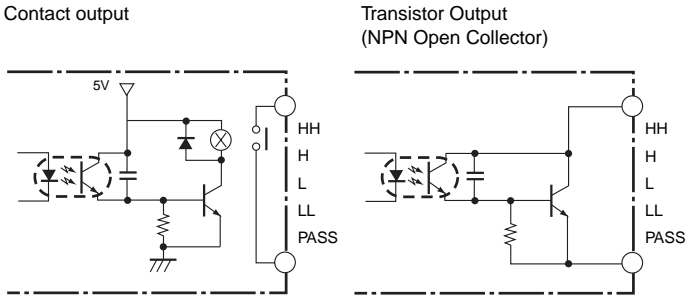 Contact output
Transistor Output
(NPN Open Collector)
5V
HH
H
L
LL
PASS
HH
H
L
LL
PASS